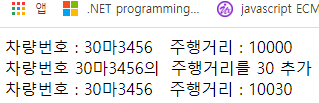 앱 .NET programming... javascript ECM
차량번호 : 30마3456 주행거리 : 10000
차량번호 30마3456의 주행거리를 30 추가
차량번호 : 30마3456 주행거리 : 10030